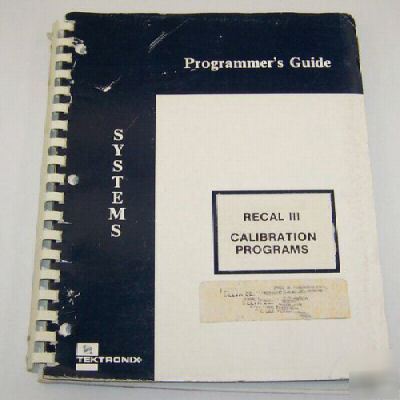 Programmer's Guide
SYSTEMS
RECAL III
CALIBRATION
PROGRAMS
TEKTRONIX